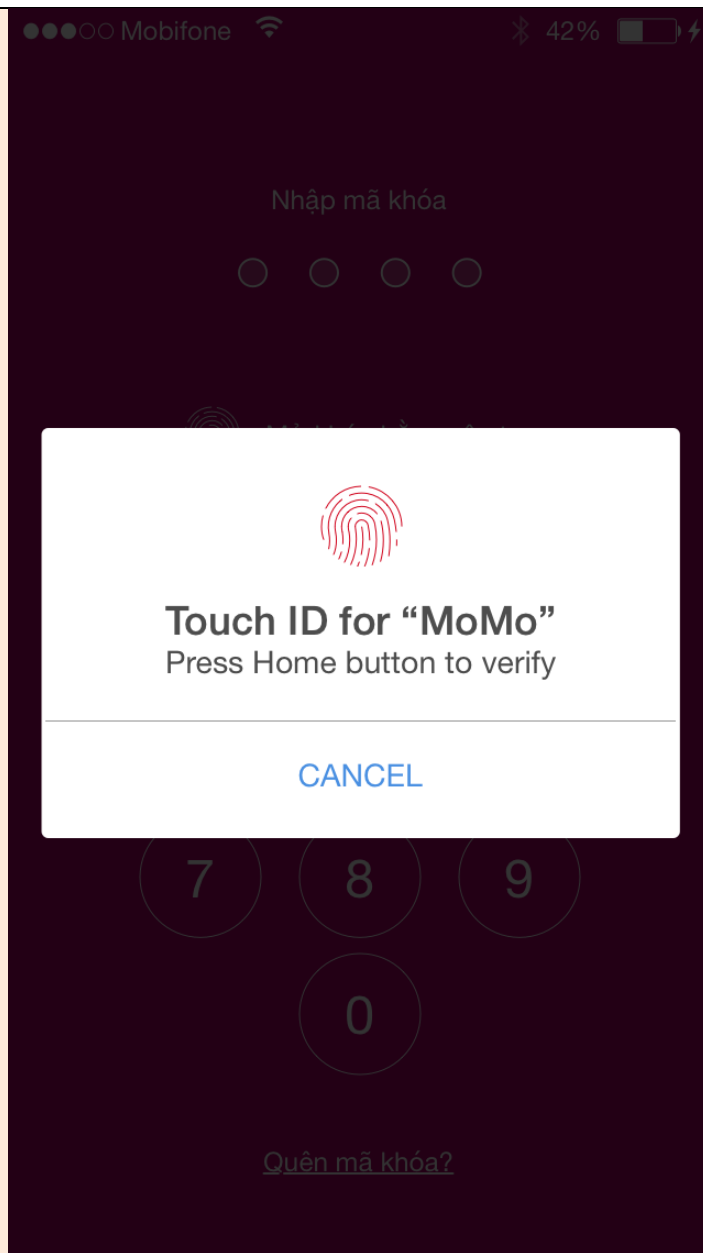 Mobifone 42%
Nhập mã khóa
Touch ID for “MoMo”
Press Home button to verify
CANCEL
7 8 9
0
Quên mã khóa?